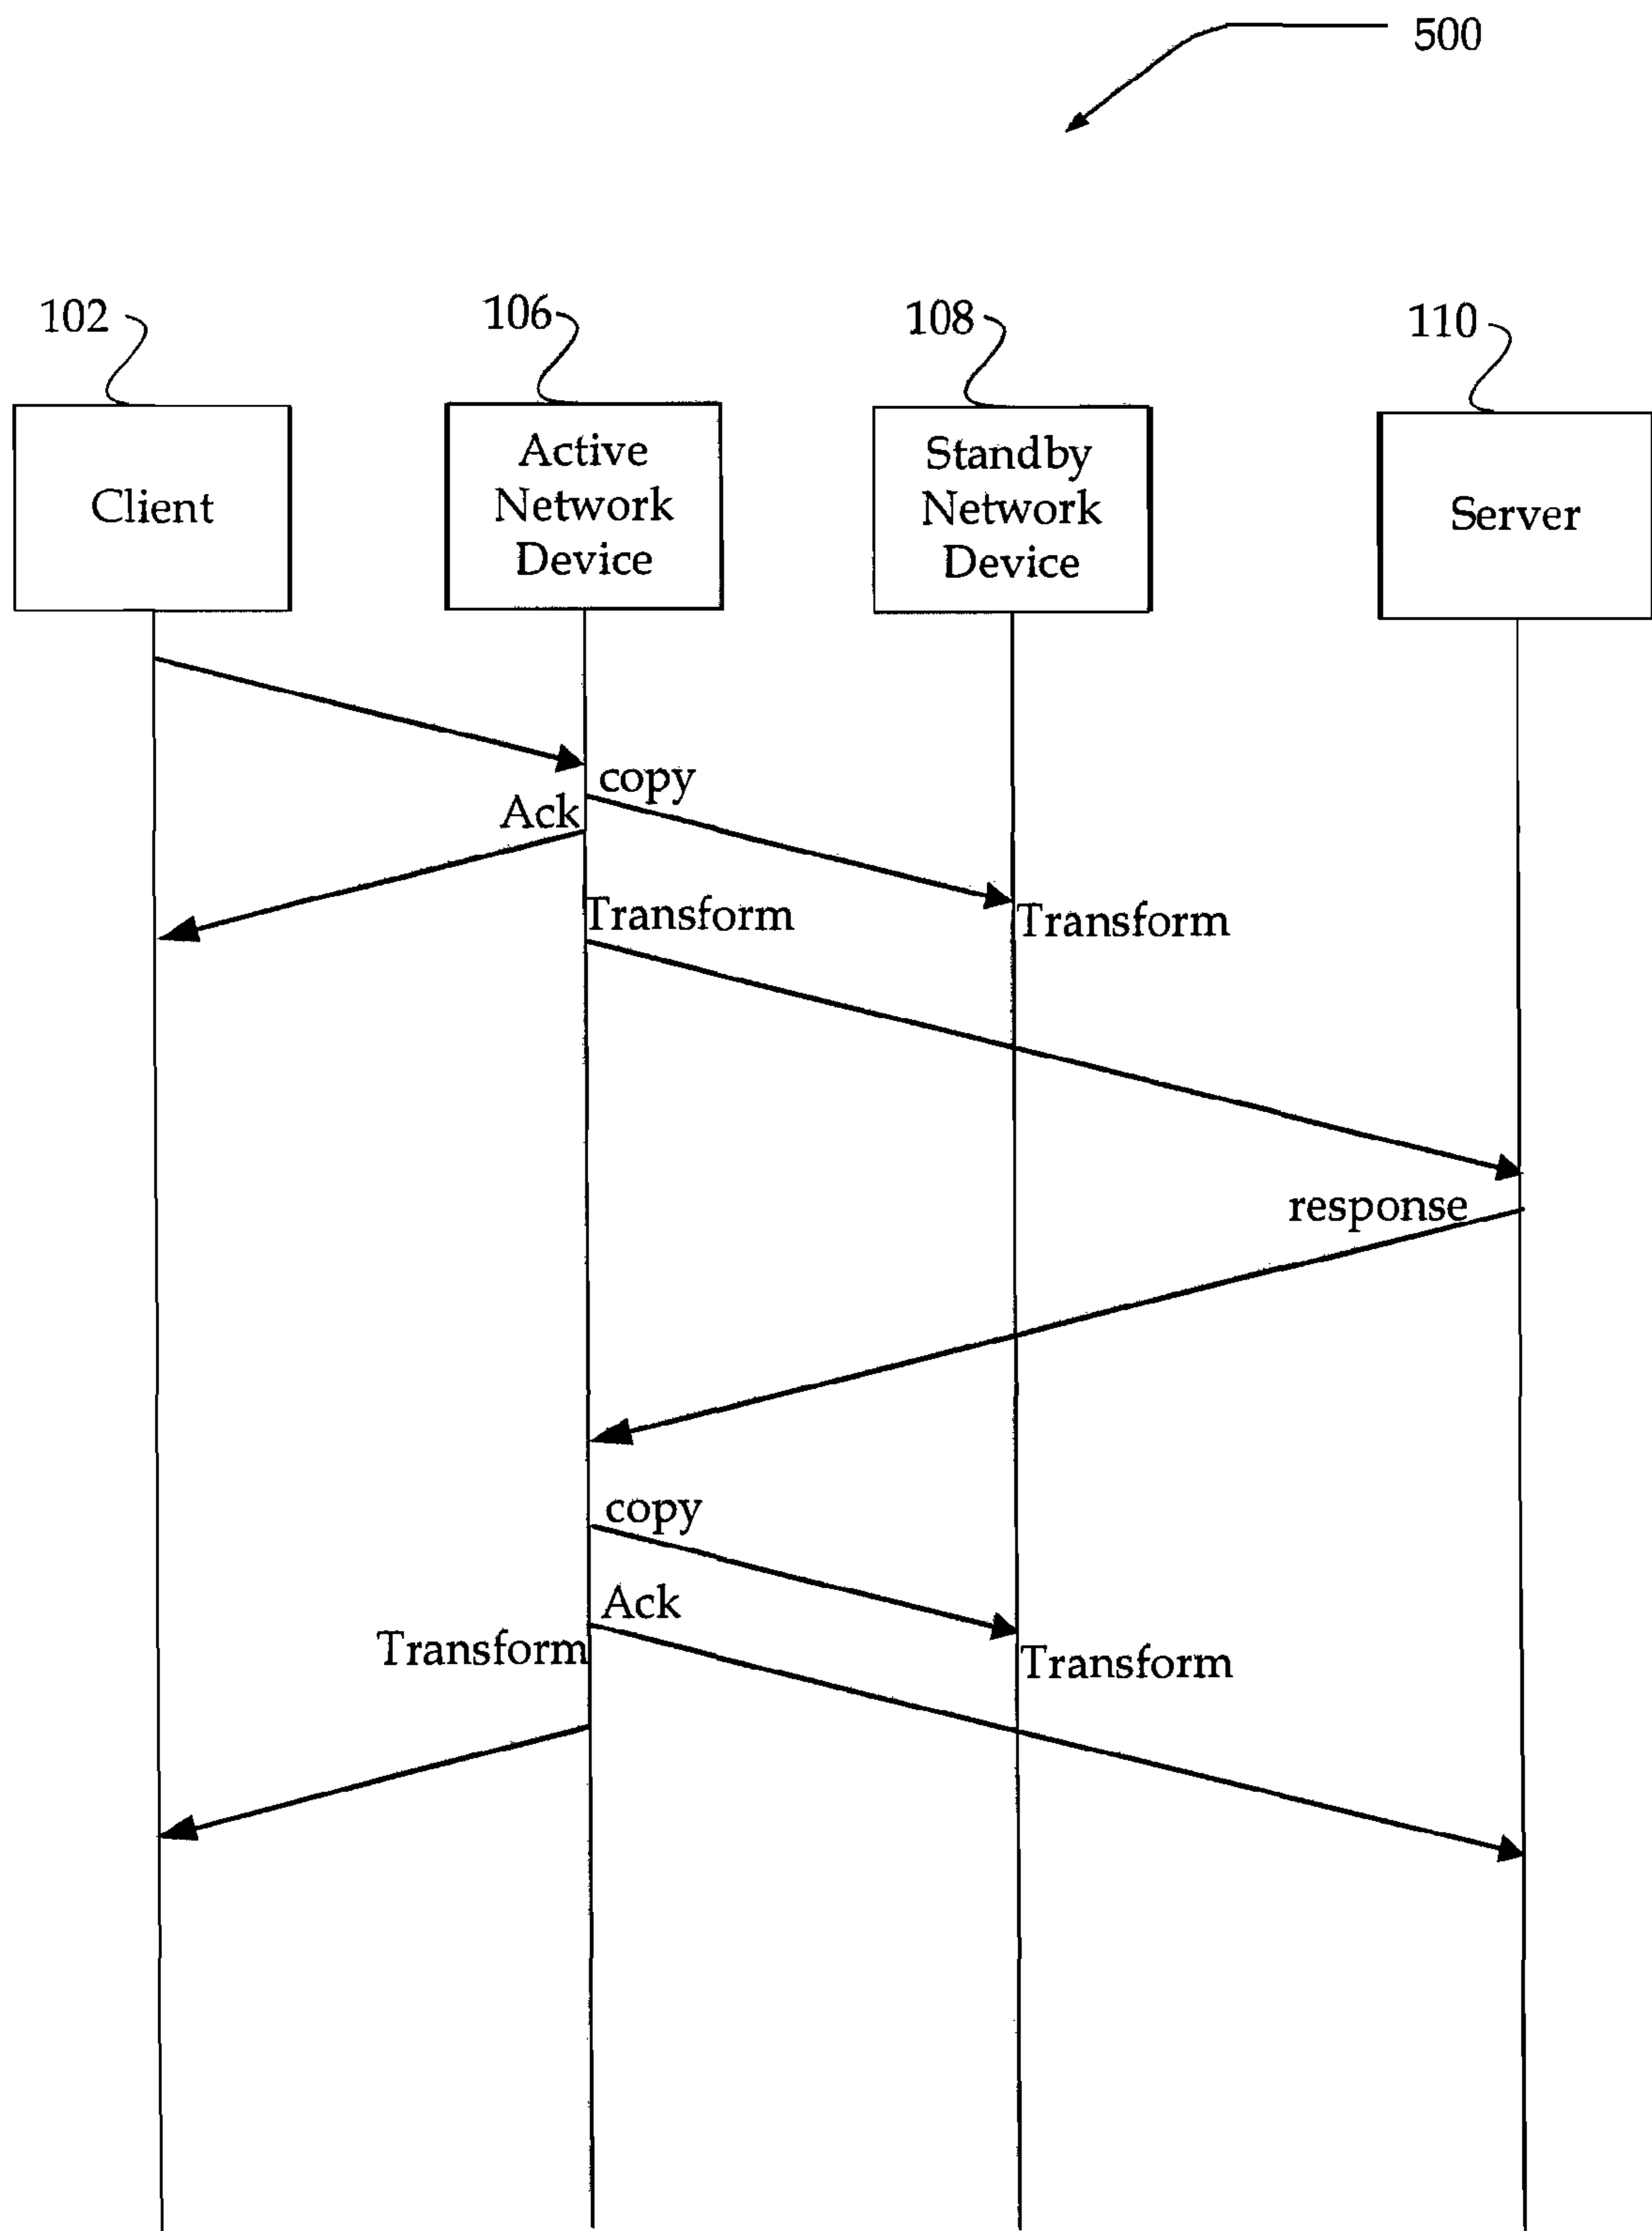 500
102
106
108
110
Client
Active
Network
Device
Standby
Network
Device
Server
copy
Ack
Transform
Transform
response
copy
Ack
Transform
Transform